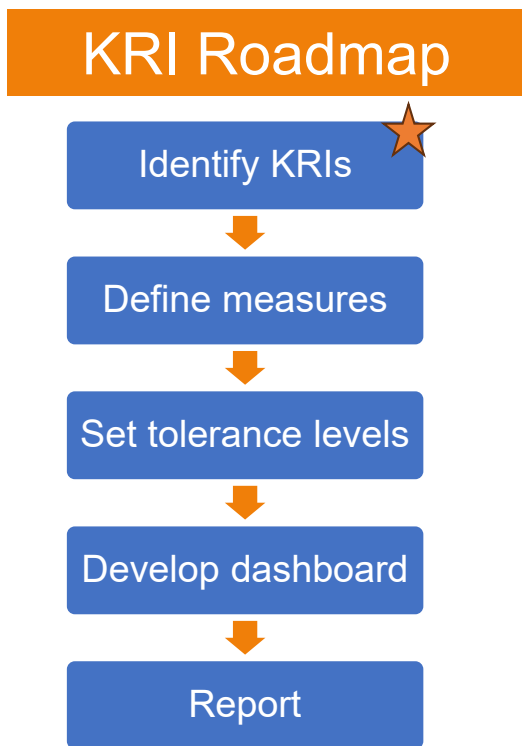 KRI Roadmap
Identify KRIs
Define measures
Set tolerance levels
Develop dashboard
Report